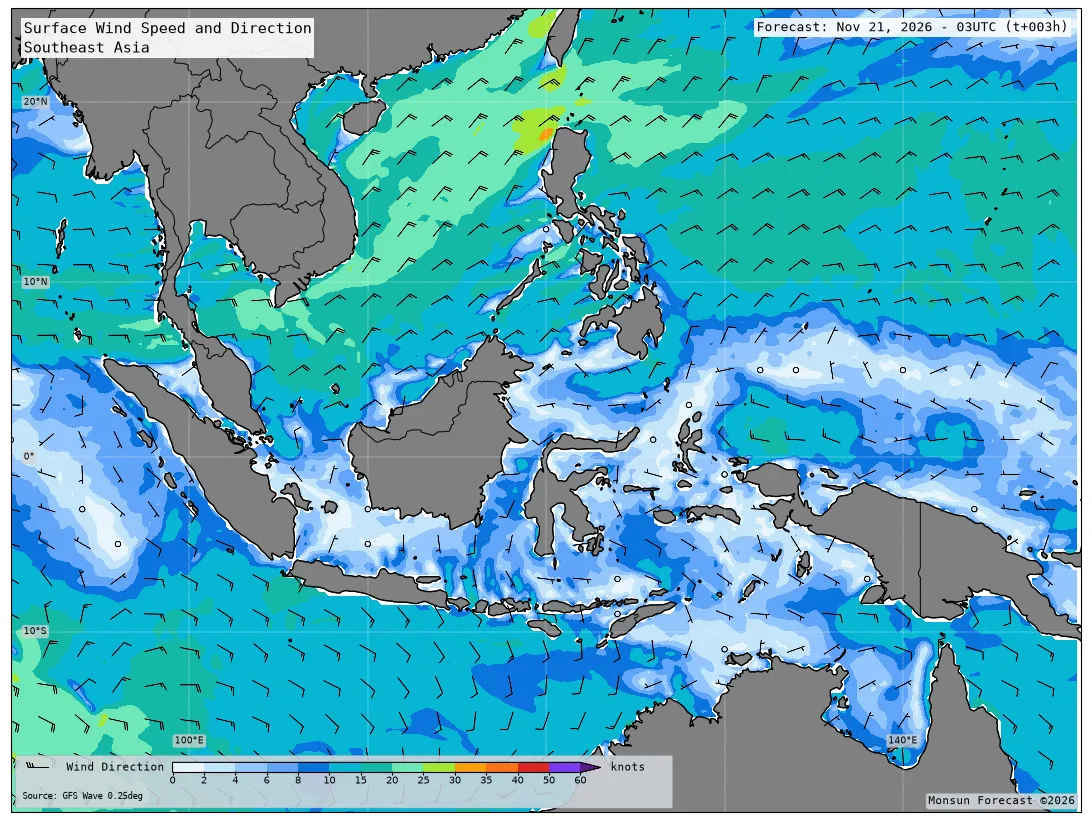 Surface Wind Speed and Direction
Southeast Asia
Forecast: Nov 21, 2026 - 03UTC (t+003h)
20°N
10°N
0°
10°S
100°E
140°E
Wind Direction
0 2 4 6 8 10 15 20 25 30 35 40 50 60
knots
Source: GFS Wave 0.25deg
Monsun Forecast ©2026